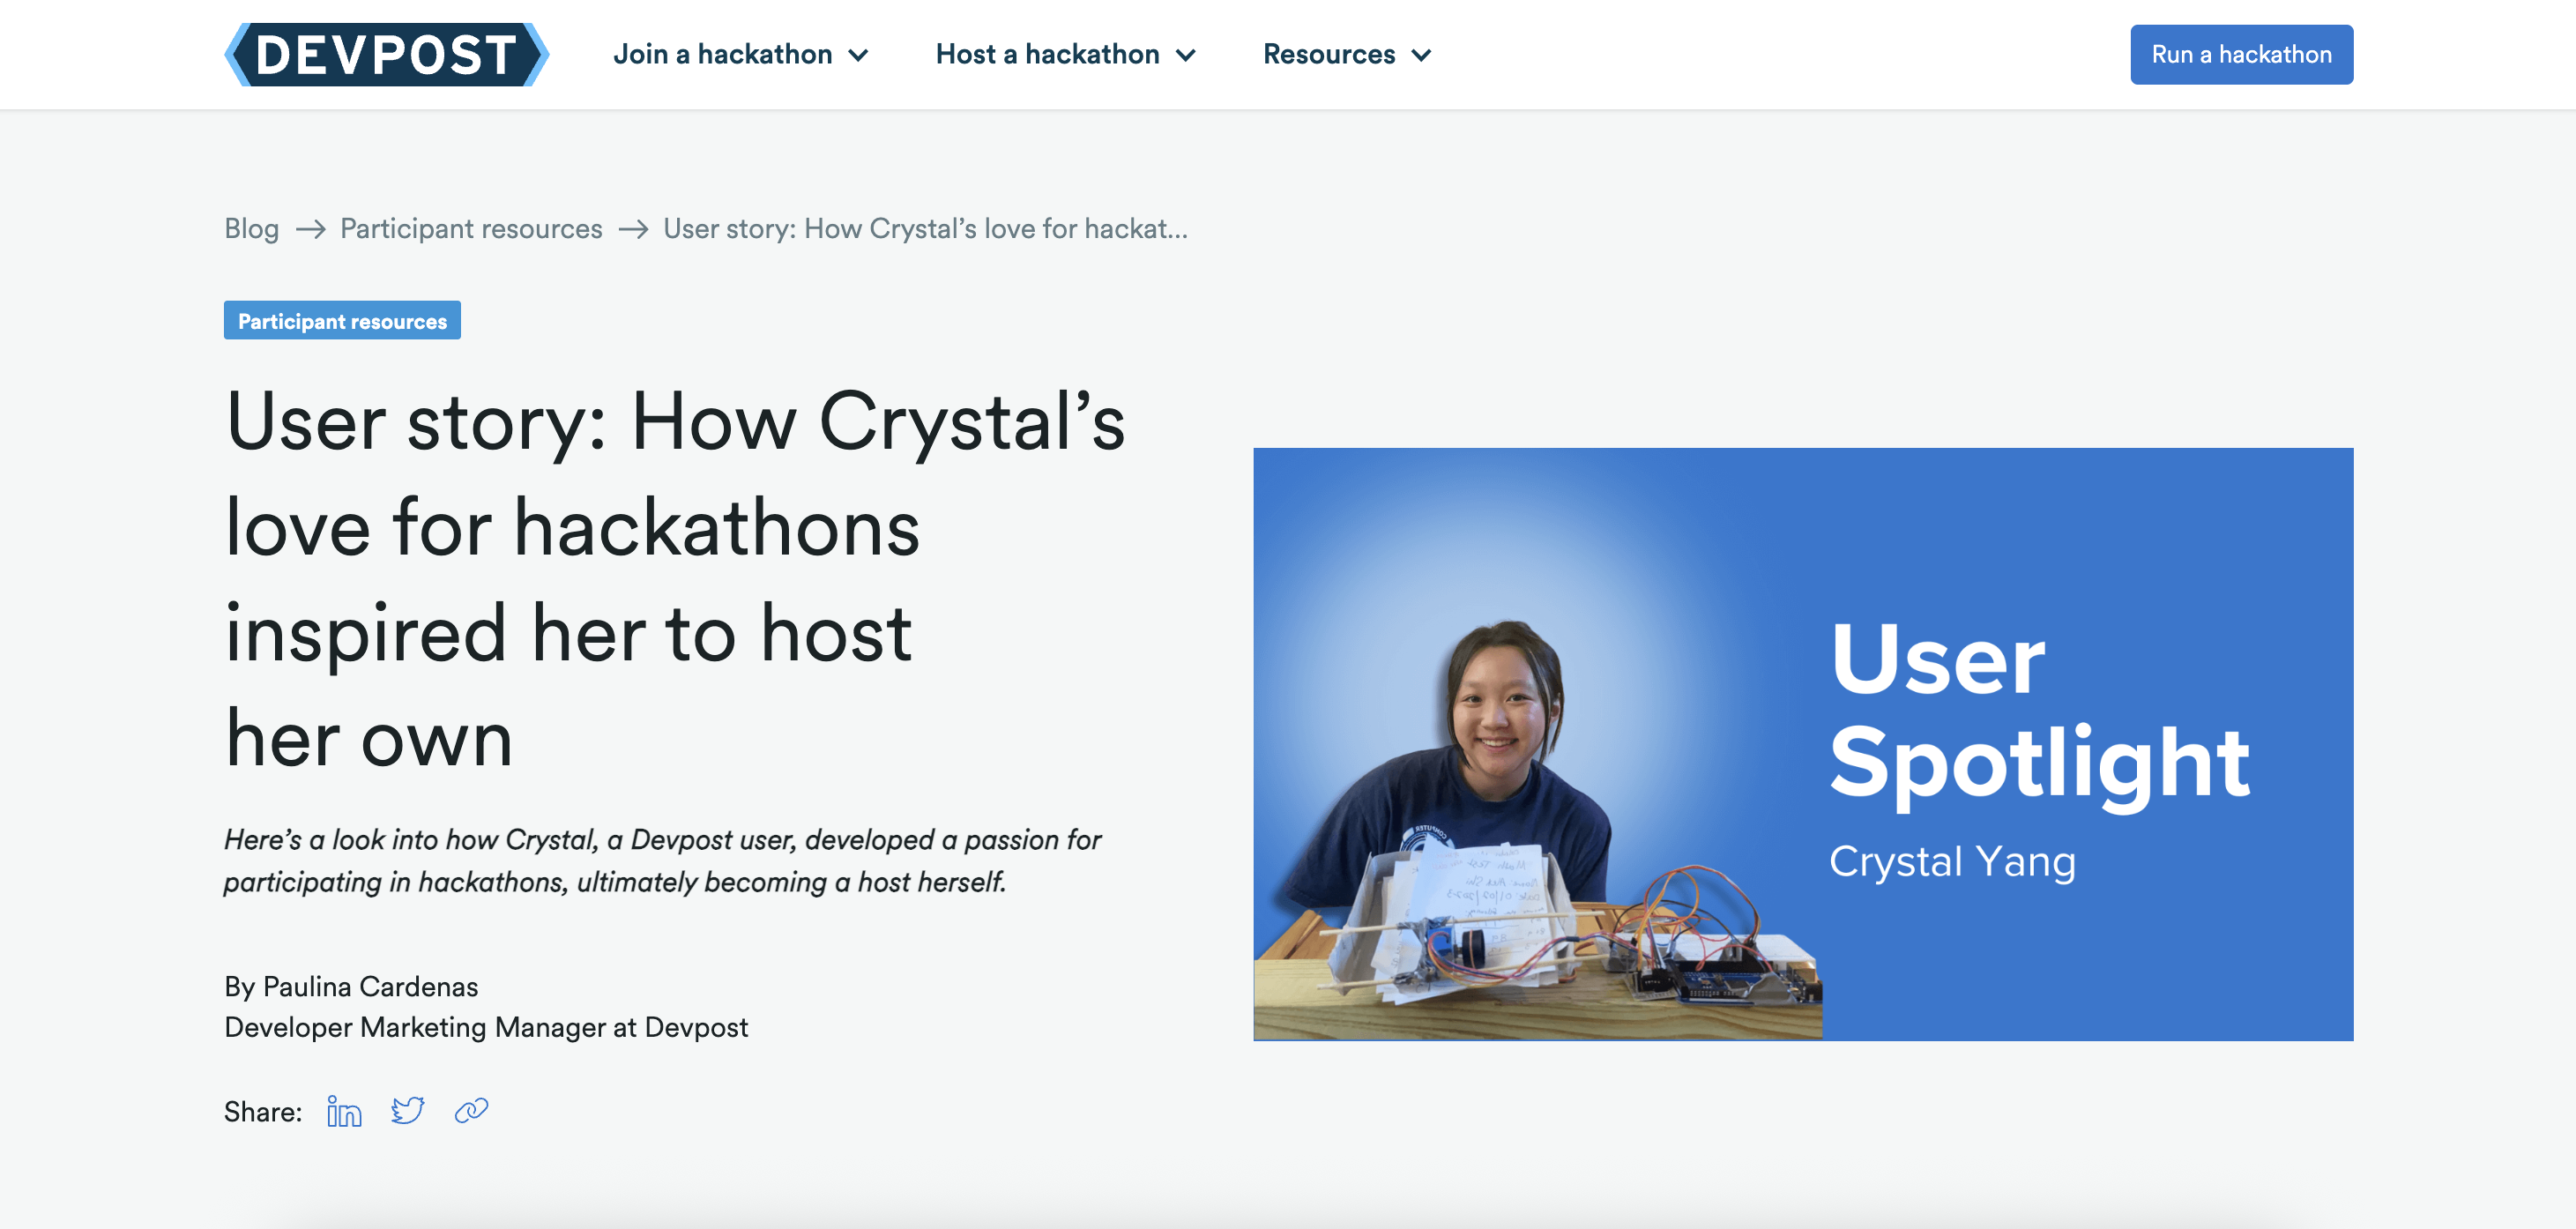 DEVPOST
Join a hackathon
Host a hackathon
Resources
Run a hackathon
Blog → Participant resources → User story: How Crystal’s love for hackat...
Participant resources
User story: How Crystal’s
love for hackathons
inspired her to host
her own
Here’s a look into how Crystal, a Devpost user, developed a passion for
participating in hackathons, ultimately becoming a host herself.
By Paulina Cardenas
Developer Marketing Manager at Devpost
Share:
User
Spotlight
Crystal Yang
COMPUTER